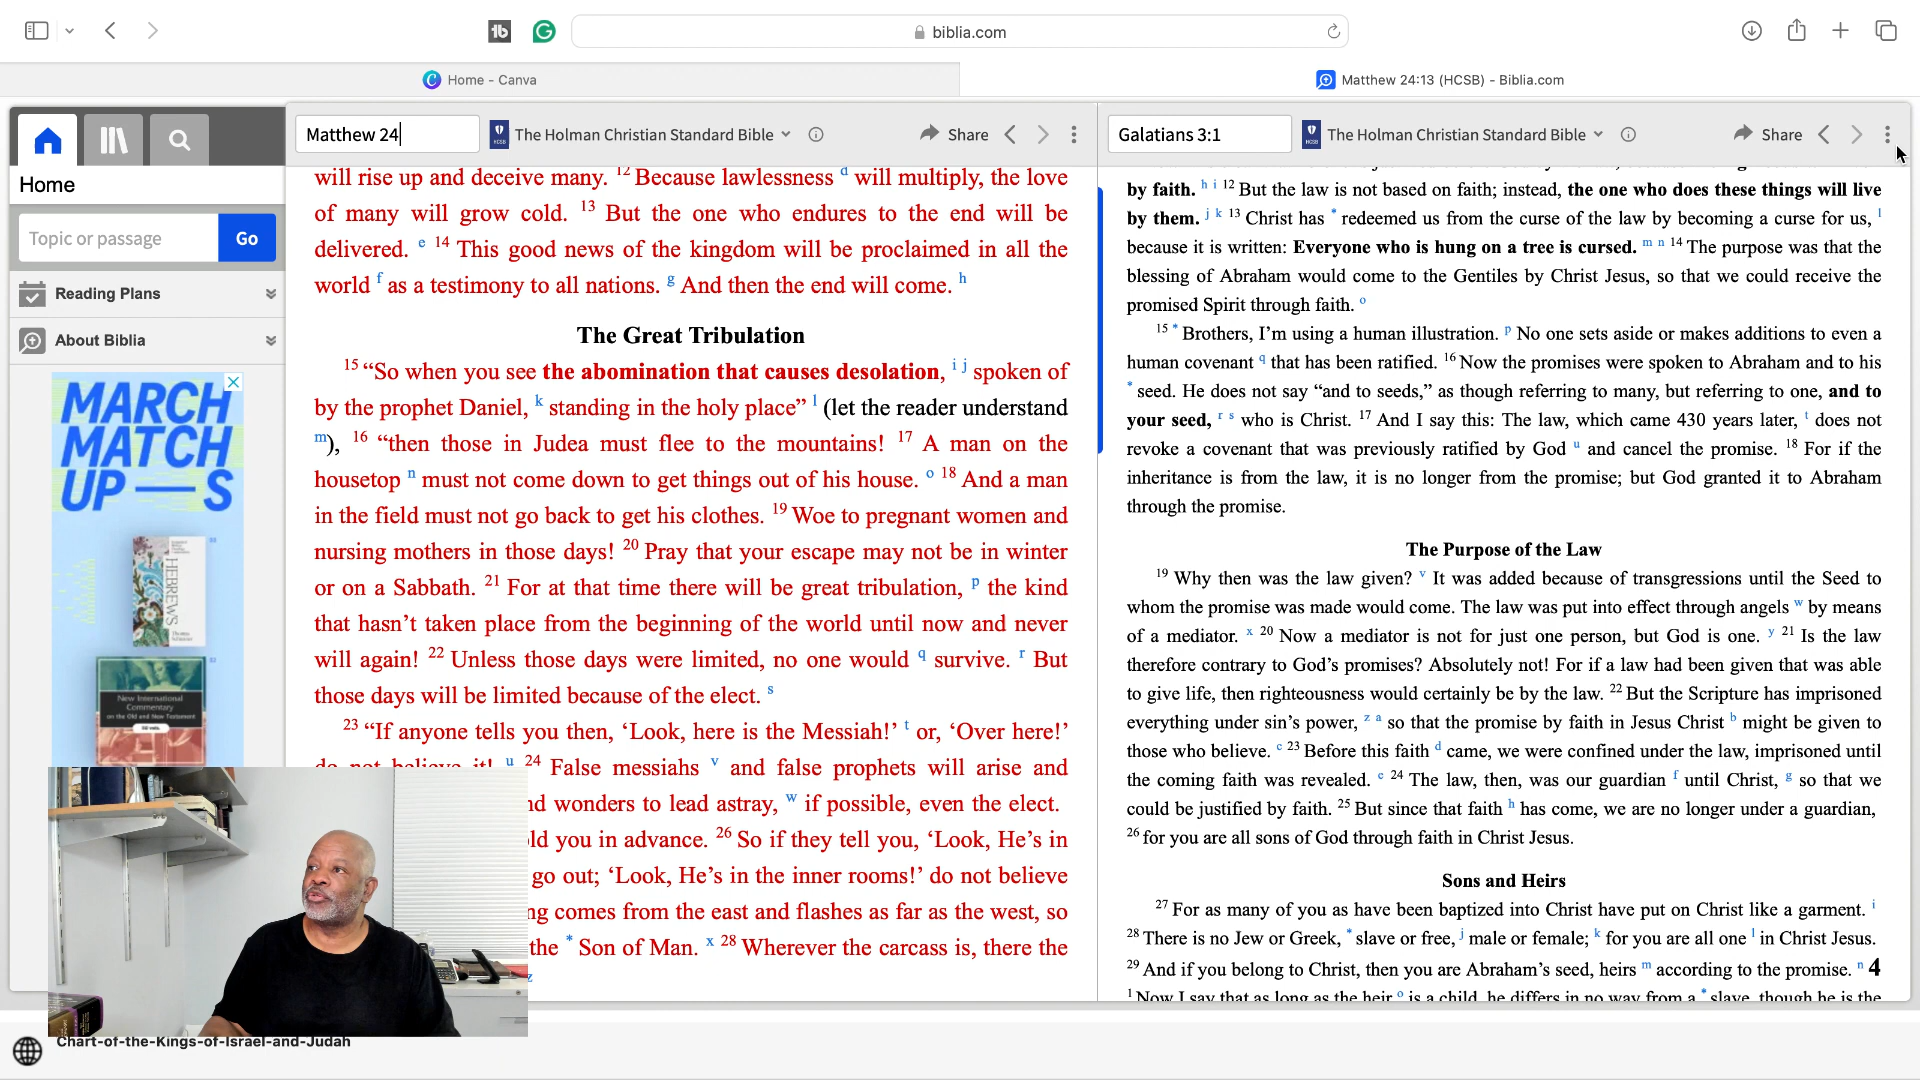 biblia.com
Home - Canva
Matthew 24:13 (HCSB) - Biblia.com
Home
Topic or passage
Go
Reading Plans
About Biblia
MARCH
MATCH
UP—S
HEBREWS
New International
Commentary
on the Old and New Testament
Matthew 24
The Holman Christian Standard Bible
Share
will rise up and deceive many. 12 Because lawlessness d will multiply, the love
of many will grow cold. 13 But the one who endures to the end will be
delivered. e 14 This good news of the kingdom will be proclaimed in all the
world f as a testimony to all nations. g And then the end will come. h
The Great Tribulation
15 “So when you see the abomination that causes desolation, i j spoken of
by the prophet Daniel, k standing in the holy place” l (let the reader understand
m), 16 “then those in Judea must flee to the mountains! 17 A man on the
housetop n must not come down to get things out of his house. o 18 And a man
in the field must not go back to get his clothes. 19 Woe to pregnant women and
nursing mothers in those days! 20 Pray that your escape may not be in winter
or on a Sabbath. 21 For at that time there will be great tribulation, p the kind
that hasn’t taken place from the beginning of the world until now and never
will again! 22 Unless those days were limited, no one would q survive. r But
those days will be limited because of the elect. s
23 “If anyone tells you then, ‘Look, here is the Messiah!’ t or, ‘Over here!’
do not believe it! u 24 False messiahs v and false prophets will arise and
nd wonders to lead astray, w if possible, even the elect.
ld you in advance. 26 So if they tell you, ‘Look, He’s in
go out; ‘Look, He’s in the inner rooms!’ do not believe
ng comes from the east and flashes as far as the west, so
the * Son of Man. x 28 Wherever the carcass is, there the
z
Galatians 3:1
The Holman Christian Standard Bible
Share
by faith. h i 12 But the law is not based on faith; instead, the one who does these things will live
by them. j k 13 Christ has * redeemed us from the curse of the law by becoming a curse for us, l
because it is written: Everyone who is hung on a tree is cursed. m n 14 The purpose was that the
blessing of Abraham would come to the Gentiles by Christ Jesus, so that we could receive the
promised Spirit through faith. o
15 * Brothers, I’m using a human illustration. p No one sets aside or makes additions to even a
human covenant q that has been ratified. 16 Now the promises were spoken to Abraham and to his
* seed. He does not say “and to seeds,” as though referring to many, but referring to one, and to
your seed, r s who is Christ. 17 And I say this: The law, which came 430 years later, t does not
revoke a covenant that was previously ratified by God u and cancel the promise. 18 For if the
inheritance is from the law, it is no longer from the promise; but God granted it to Abraham
through the promise.
The Purpose of the Law
19 Why then was the law given? v It was added because of transgressions until the Seed to
whom the promise was made would come. The law was put into effect through angels w by means
of a mediator. x 20 Now a mediator is not for just one person, but God is one. y 21 Is the law
therefore contrary to God’s promises? Absolutely not! For if a law had been given that was able
to give life, then righteousness would certainly be by the law. 22 But the Scripture has imprisoned
everything under sin’s power, z a so that the promise by faith in Jesus Christ b might be given to
those who believe. c 23 Before this faith d came, we were confined under the law, imprisoned until
the coming faith was revealed. e 24 The law, then, was our guardian f until Christ, g so that we
could be justified by faith. 25 But since that faith h has come, we are no longer under a guardian,
26 for you are all sons of God through faith in Christ Jesus.
Sons and Heirs
27 For as many of you as have been baptized into Christ have put on Christ like a garment. i
28 There is no Jew or Greek, * slave or free, j male or female; k for you are all one l in Christ Jesus.
29 And if you belong to Christ, then you are Abraham’s seed, heirs m according to the promise. n 4
1 Now I say that as long as the heir o is a child, he differs in no way from a * slave, though he is the
Chart-of-the-Kings-of-Israel-and-Judah